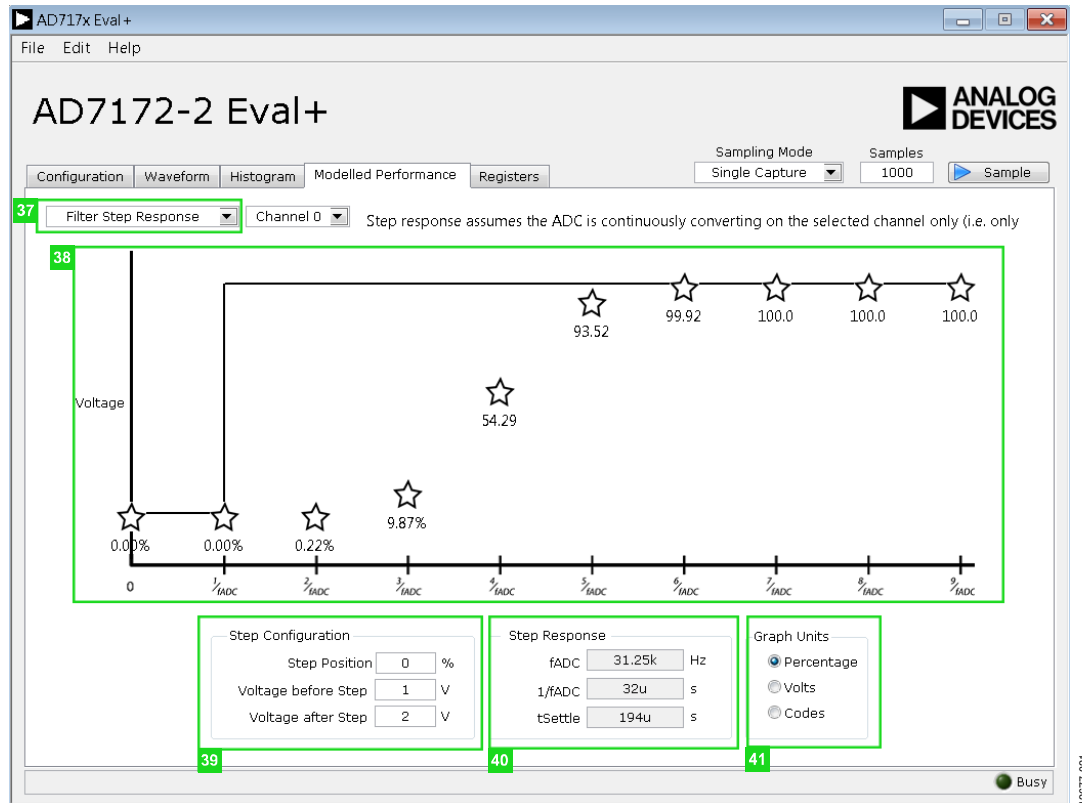 AD717x Eval+
File Edit Help
AD7172-2 Eval+
ANALOG
DEVICES
Sampling Mode
Samples
Configuration
Waveform
Histogram
Modelled Performance
Registers
Single Capture
1000
Sample
37
Filter Step Response
Channel 0
Step response assumes the ADC is continuously converting on the selected channel only (i.e. only
38
Voltage
0.00%
0.00%
0.22%
9.87%
54.29
93.52
99.92
100.0
100.0
100.0
0
1/fADC
2/fADC
3/fADC
4/fADC
5/fADC
6/fADC
7/fADC
8/fADC
9/fADC
Step Configuration
Step Position 0 %
Voltage before Step 1 V
Voltage after Step 2 V
39
Step Response
fADC 31.25k Hz
1/fADC 32u s
tSettle 194u s
40
Graph Units
Percentage
Volts
Codes
41
Busy